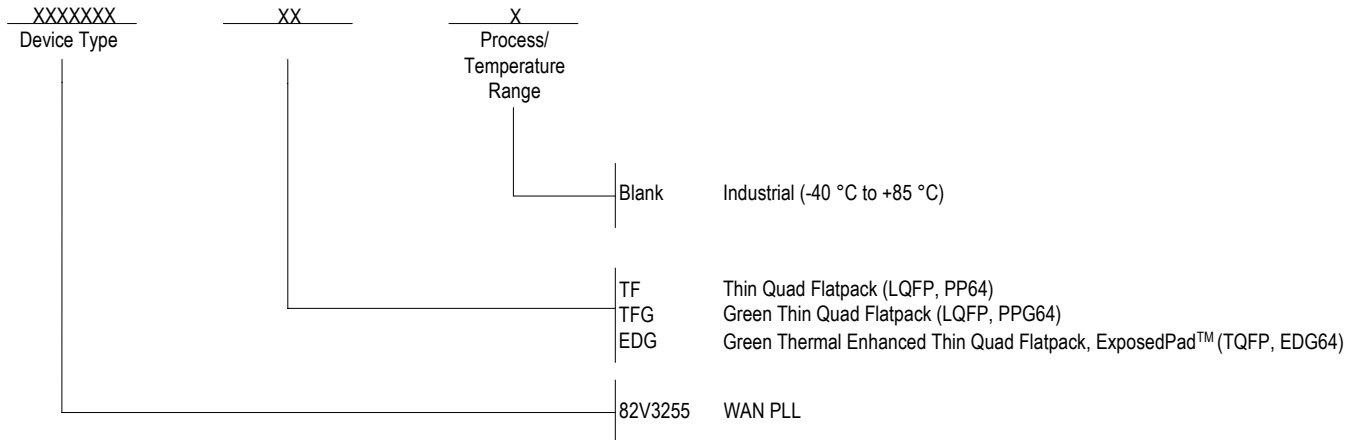 XXXXXXX XX X
Device Type Process/
Temperature
Range
Blank Industrial (-40 °C to +85 °C)
TF Thin Quad Flatpack (LQFP, PP64)
TFG Green Thin Quad Flatpack (LQFP, PPG64)
EDG Green Thermal Enhanced Thin Quad Flatpack, ExposedPad™ (TQFP, EDG64)
82V3255 WAN PLL